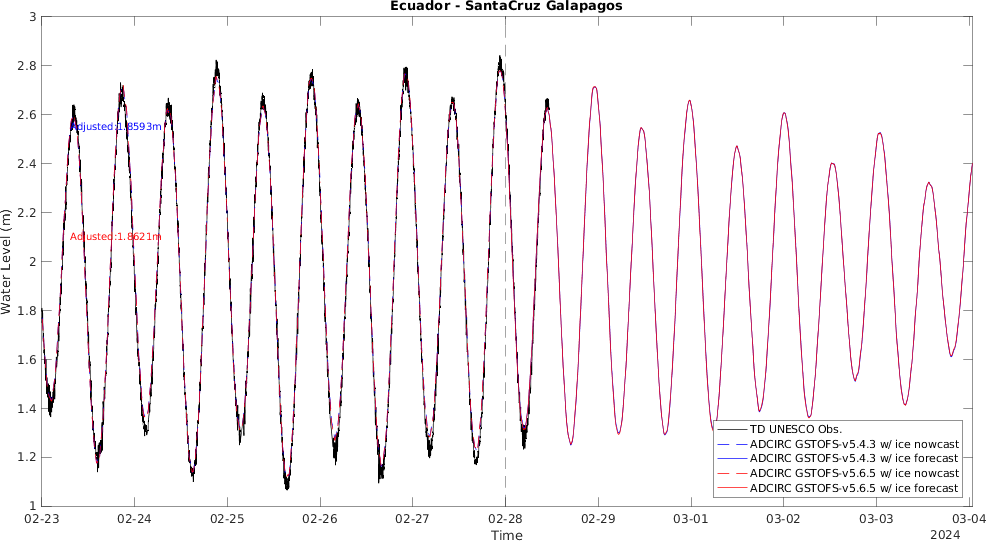 Ecuador - SantaCruz Galapagos
3
2.8
2.6
2.4
2.2
2
1.8
1.6
1.4
1.2
1
Water Level (m)
Adjusted:1.8593m
Adjusted:1.8621m
TD UNESCO Obs.
ADCIRC GSTOFS-v5.4.3 w/ ice nowcast
ADCIRC GSTOFS-v5.4.3 w/ ice forecast
ADCIRC GSTOFS-v5.6.5 w/ ice nowcast
ADCIRC GSTOFS-v5.6.5 w/ ice forecast
02-23 02-24 02-25 02-26 02-27 02-28 02-29 03-01 03-02 03-03 03-04
Time
2024